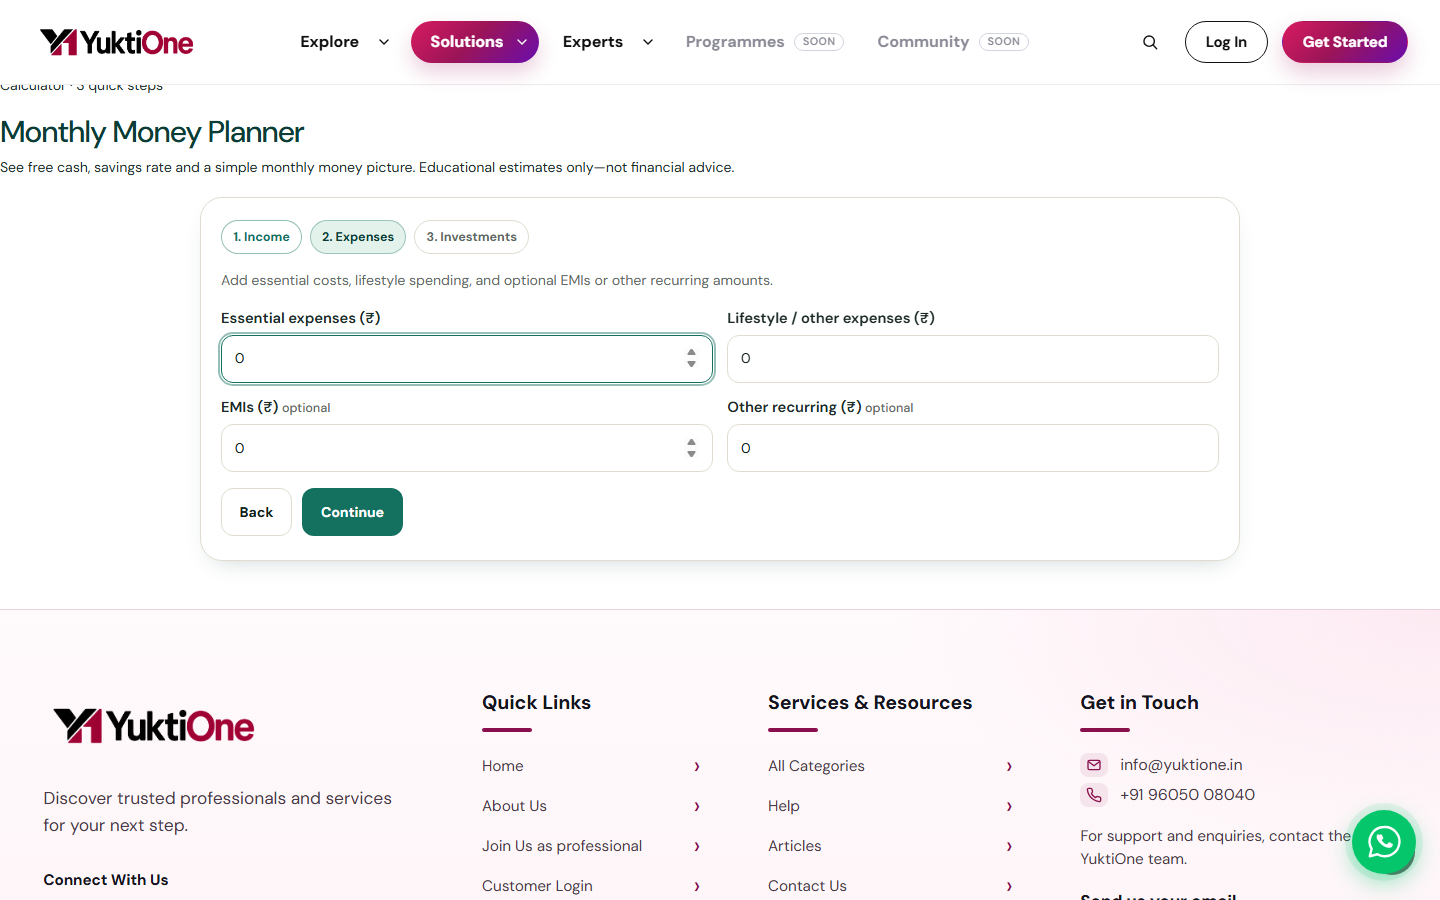 YuktiOne
Explore
Solutions
Experts
Programmes SOON
Community SOON
Log In
Get Started
Calculator · 3 quick steps
Monthly Money Planner
See free cash, savings rate and a simple monthly money picture. Educational estimates only—not financial advice.
1. Income
2. Expenses
3. Investments
Add essential costs, lifestyle spending, and optional EMIs or other recurring amounts.
Essential expenses (₹)
0
Lifestyle / other expenses (₹)
0
EMIs (₹) optional
0
Other recurring (₹) optional
0
Back
Continue
YuktiOne
Discover trusted professionals and services
for your next step.
Connect With Us
Quick Links
Home
About Us
Join Us as professional
Customer Login
Services & Resources
All Categories
Help
Articles
Contact Us
Get in Touch
info@yuktione.in
+91 96050 08040
For support and enquiries, contact the
YuktiOne team.
Send us your email